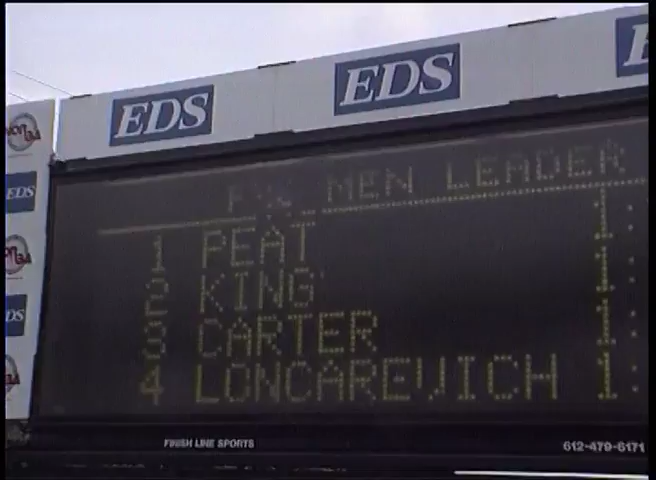 EDS EDS
EDS
MEN LEADER
1 PEAT 1:
2 KING 1:
3 CARTER 1:
4 LONCAREVICH 1:
DS
FINISH LINE SPORTS 612-479-6171